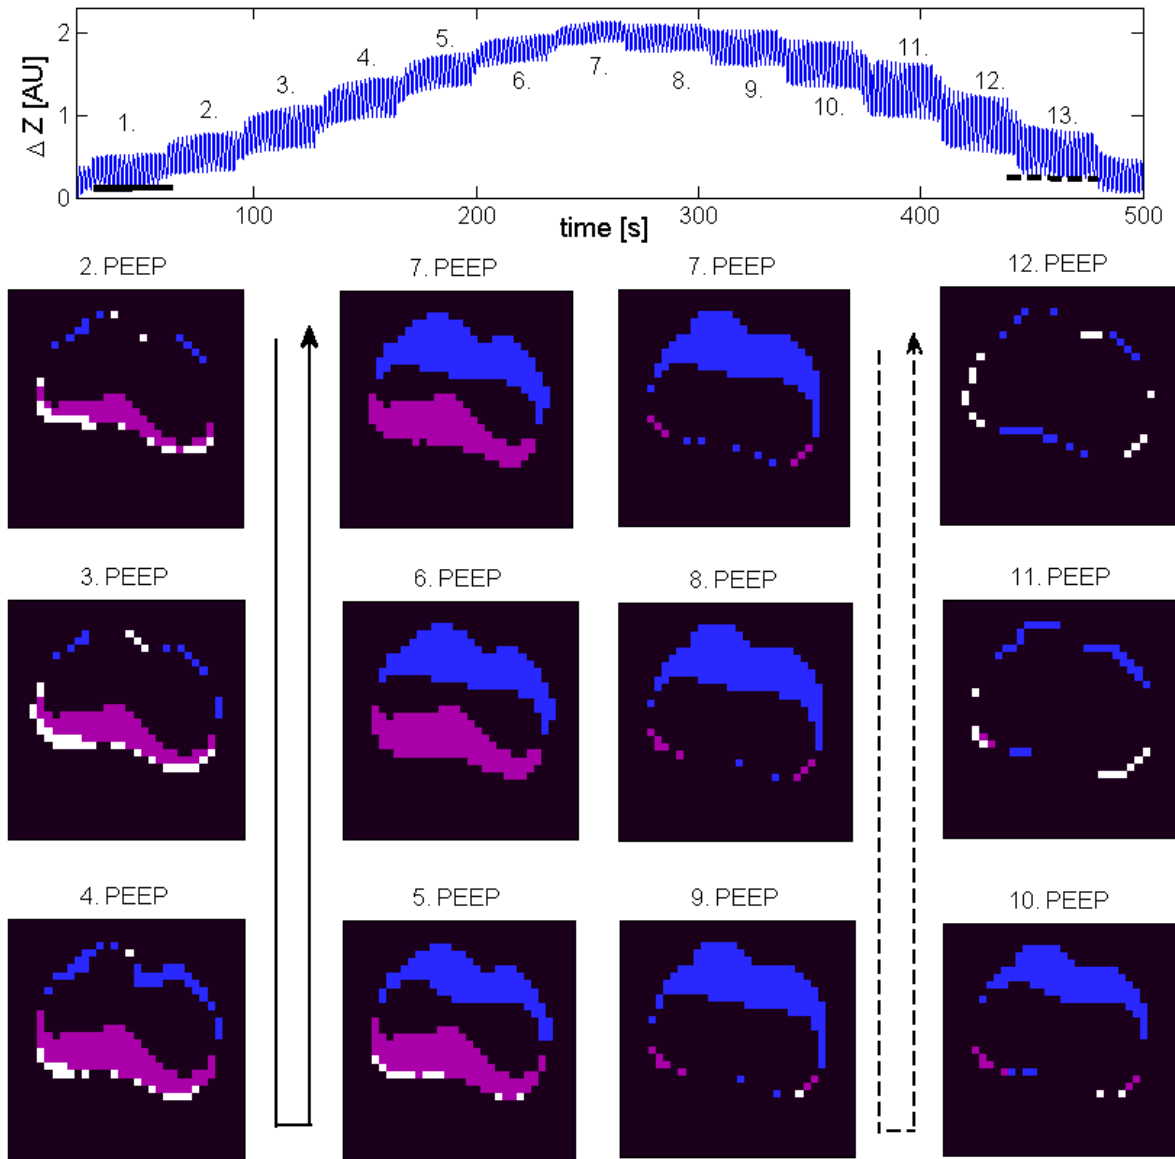 Δ Z [AU]
2
1
0
1.
2.
3.
4.
5.
6.
7.
8.
9.
10.
11.
12.
13.
100
200
300
400
500
time [s]
2. PEEP
7. PEEP
7. PEEP
12. PEEP
3. PEEP
6. PEEP
8. PEEP
11. PEEP
4. PEEP
5. PEEP
9. PEEP
10. PEEP